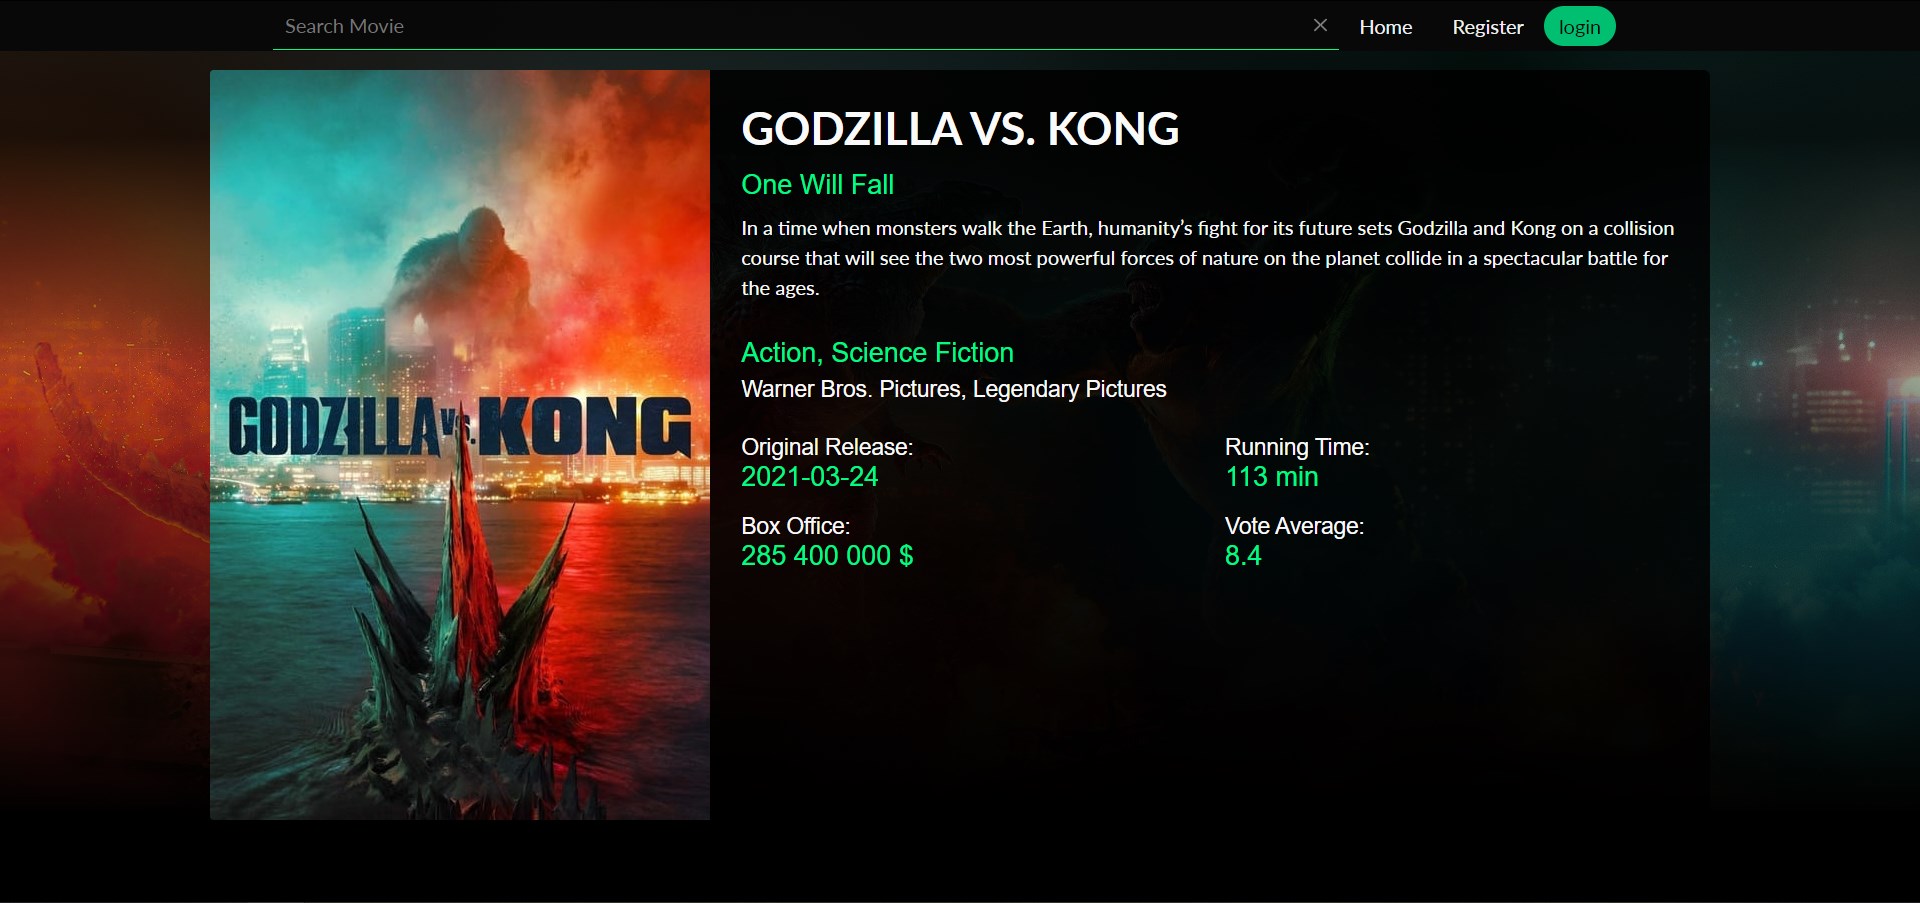 Search Movie
Home
Register
login
GODZILLA VS. KONG
GODZILLA VS. KONG
One Will Fall
In a time when monsters walk the Earth, humanity’s fight for its future sets Godzilla and Kong on a collision
course that will see the two most powerful forces of nature on the planet collide in a spectacular battle for
the ages.
Action, Science Fiction
Warner Bros. Pictures, Legendary Pictures
Original Release:
2021-03-24
Running Time:
113 min
Box Office:
285 400 000 $
Vote Average:
8.4